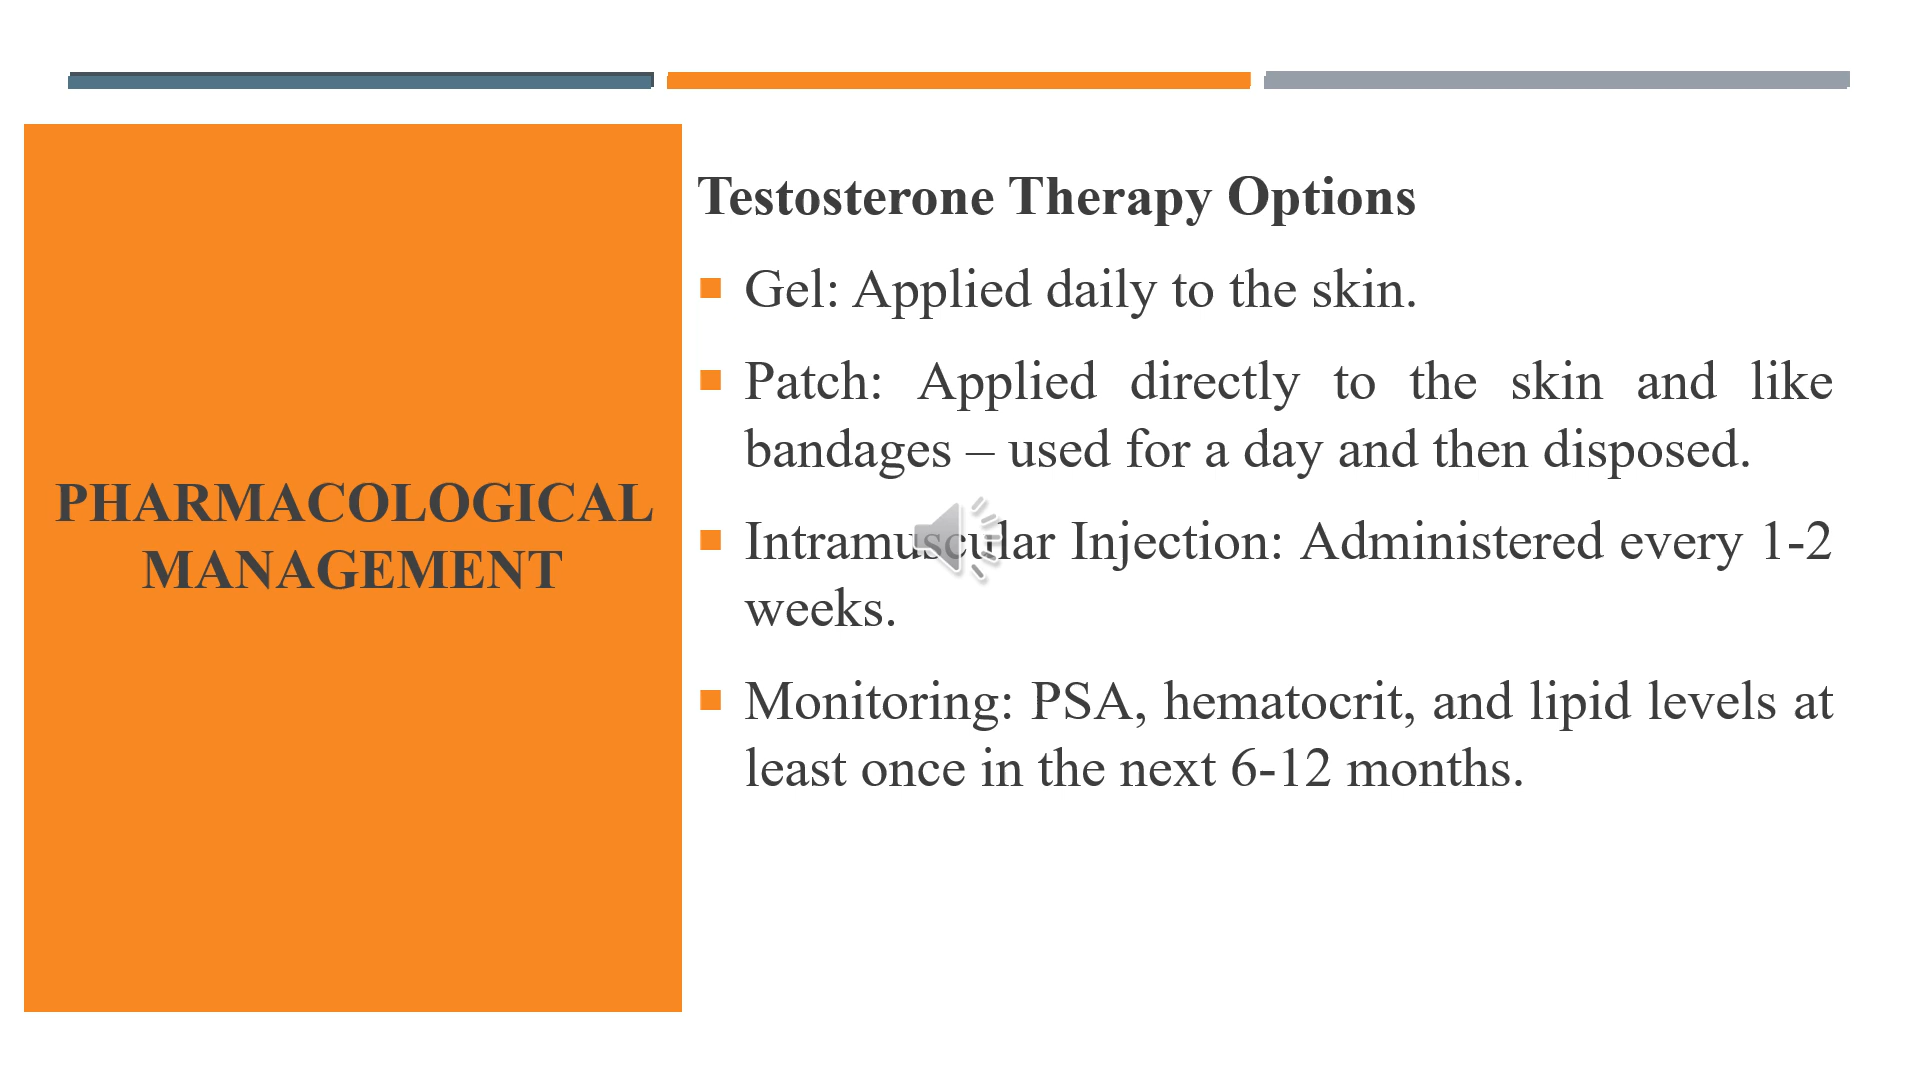 PHARMACOLOGICAL
MANAGEMENT
Testosterone Therapy Options
Gel: Applied daily to the skin.
Patch: Applied directly to the skin and like
bandages – used for a day and then disposed.
Intramuscular Injection: Administered every 1-2
weeks.
Monitoring: PSA, hematocrit, and lipid levels at
least once in the next 6-12 months.